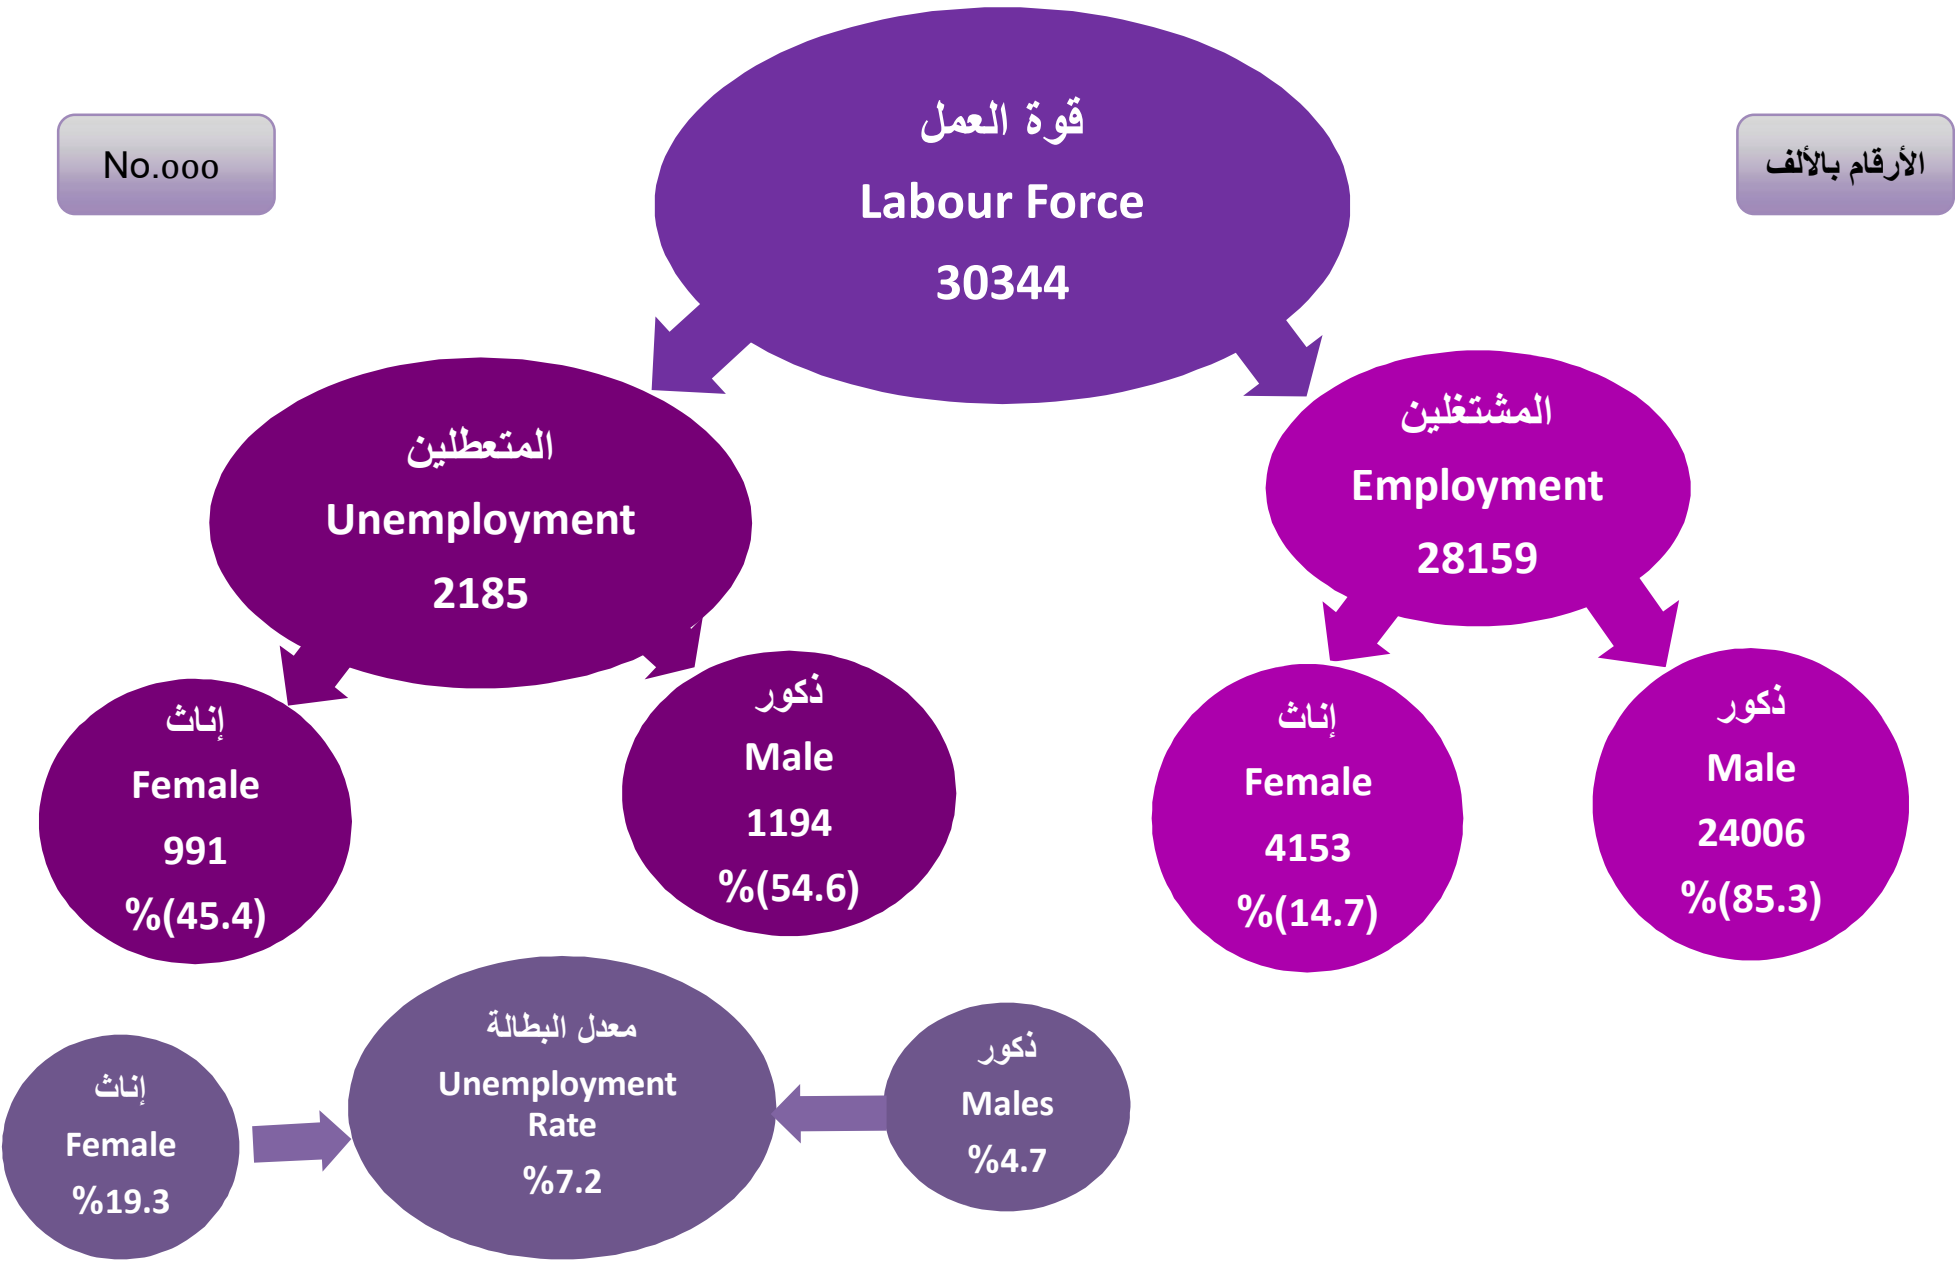 No.ooo
الأرقام بالألف
قوة العمل
Labour Force
30344
المتعطلين
Unemployment
2185
المشتغلين
Employment
28159
إناث
Female
991
%(45.4)
ذكور
Male
1194
%(54.6)
إناث
Female
4153
%(14.7)
ذكور
Male
24006
%(85.3)
إناث
Female
%19.3
معدل البطالة
Unemployment
Rate
%7.2
ذكور
Males
%4.7